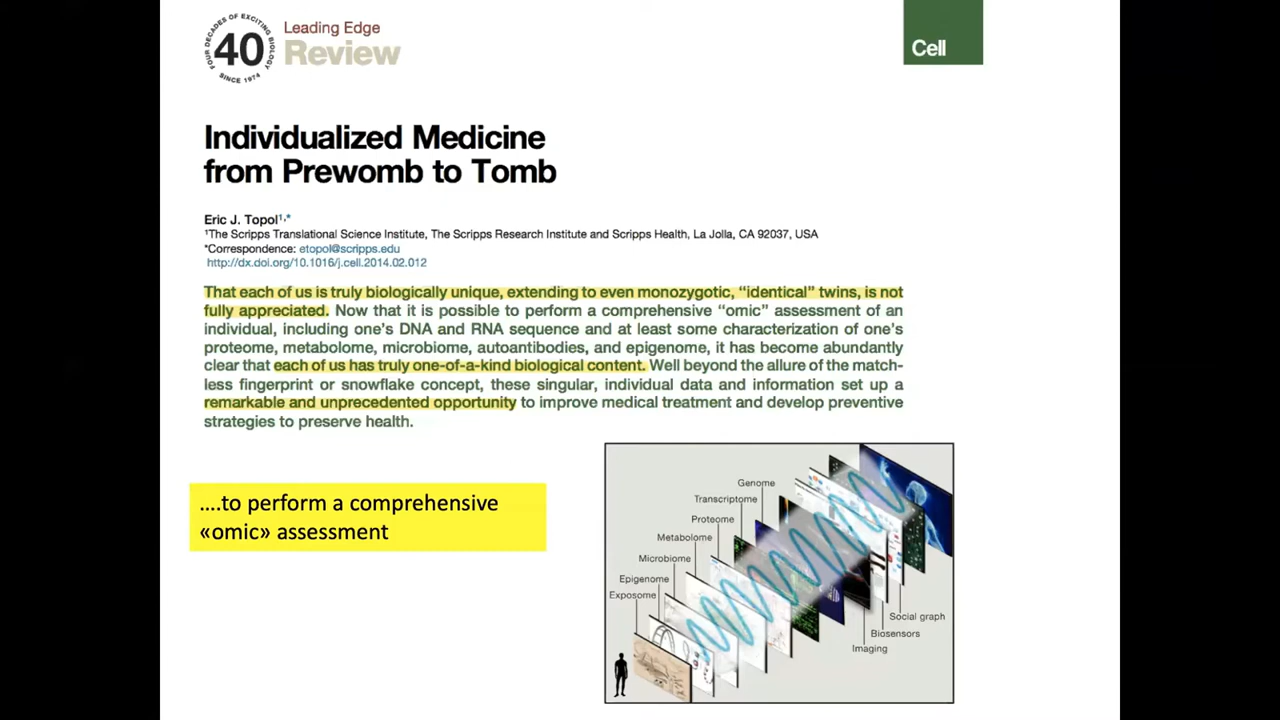 FOUR DECADES OF EXCITING BIOLOGY
40
SINCE 1974
Leading Edge
Review
Cell
Individualized Medicine
from Prewomb to Tomb
Eric J. Topol1,*
1The Scripps Translational Science Institute, The Scripps Research Institute and Scripps Health, La Jolla, CA 92037, USA
*Correspondence: etopol@scripps.edu
http://dx.doi.org/10.1016/j.cell.2014.02.012
That each of us is truly biologically unique, extending to even monozygotic, “identical” twins, is not
fully appreciated. Now that it is possible to perform a comprehensive “omic” assessment of an
individual, including one’s DNA and RNA sequence and at least some characterization of one’s
proteome, metabolome, microbiome, autoantibodies, and epigenome, it has become abundantly
clear that each of us has truly one-of-a-kind biological content. Well beyond the allure of the match-
less fingerprint or snowflake concept, these singular, individual data and information set up a
remarkable and unprecedented opportunity to improve medical treatment and develop preventive
strategies to preserve health.
….to perform a comprehensive
«omic» assessment
Genome
Transcriptome
Proteome
Metabolome
Microbiome
Epigenome
Exposome
Social graph
Biosensors
Imaging